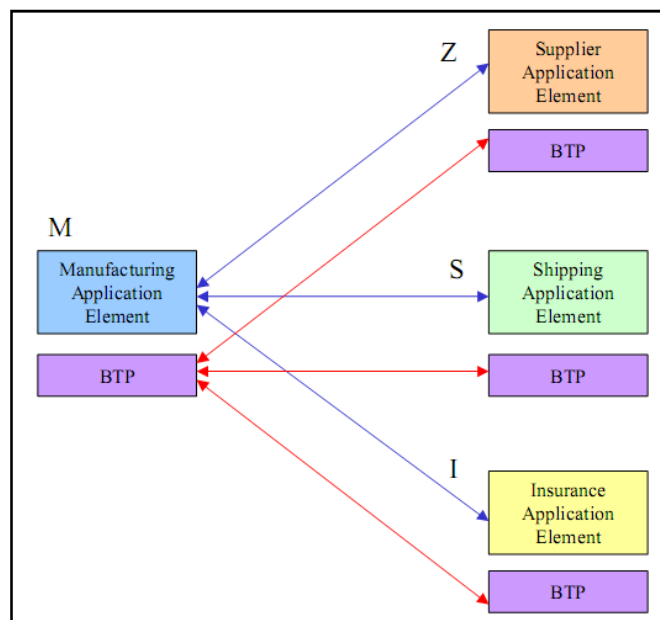 Z
Supplier
Application
Element
BTP
M
Manufacturing
Application
Element
BTP
S
Shipping
Application
Element
BTP
I
Insurance
Application
Element
BTP